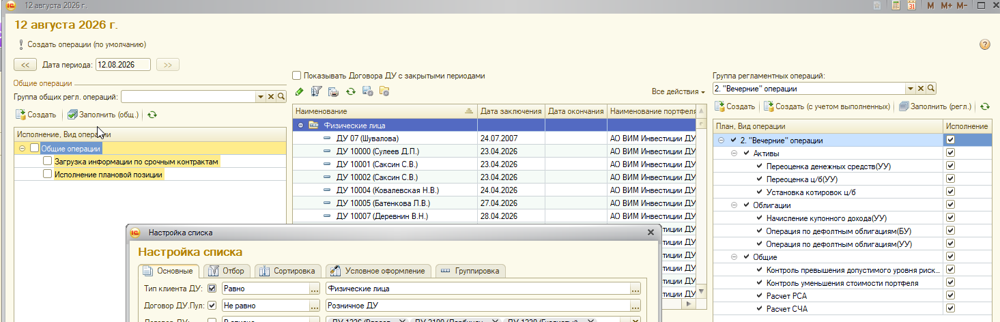 12 августа 2026 г.
M M+ M-
12 августа 2026 г.
Создать операции (по умолчанию)
<< Дата периода: 12.08.2026 >>
Общие операции
Группа общих регл. операций:
Создать Заполнить (общ.)
Исполнение, Вид операции
Общие операции
Загрузка информации по срочным контрактам
Исполнение плановой позиции
Показывать Договора ДУ с закрытыми периодами
Все действия
Наименование Дата заключения Дата окончания Наименование портфеля
Физические лица
ДУ 07 (Шувалова) 24.07.2007 АО ВИМ Инвестиции ДУ
ДУ 10000 (Сулеев Д.П.) 23.04.2026 АО ВИМ Инвестиции ДУ
ДУ 10001 (Саксин С.В.) 23.04.2026 АО ВИМ Инвестиции ДУ
ДУ 10002 (Саксин С.В.) 23.04.2026 АО ВИМ Инвестиции ДУ
ДУ 10004 (Ковалевская Н.В.) 24.04.2026 АО ВИМ Инвестиции ДУ
ДУ 10005 (Батенкова Л.В.) 27.04.2026 АО ВИМ Инвестиции ДУ
ДУ 10007 (Деревнин В.Н.) 28.04.2026 АО ВИМ Инвестиции ДУ
тиции ДУ
тиции ДУ
тиции ДУ
тиции ДУ
тиции ДУ
тиции ДУ
Группа регламентных операций:
2. "Вечерние" операции
Создать Создать (с учетом выполненных) Заполнить (регл.)
План, Вид операции Исполнение
2. "Вечерние" операции
Активы
Переоценка денежных средств(УУ)
Переоценка ц/б(УУ)
Установка котировок ц/б
Облигации
Начисление купонного дохода(УУ)
Операция по дефолтным облигациям(БУ)
Операция по дефолтным облигациям(УУ)
Общие
Контроль превышения допустимого уровня риск...
Контроль уменьшения стоимости портфеля
Расчет РСА
Расчет СЧА
Настройка списка
Настройка списка
Основные Отбор Сортировка Условное оформление Группировка
Тип клиента ДУ: Равно ... Физические лица ...
Договор ДУ.Пул: Не равно ... Розничное ДУ ...